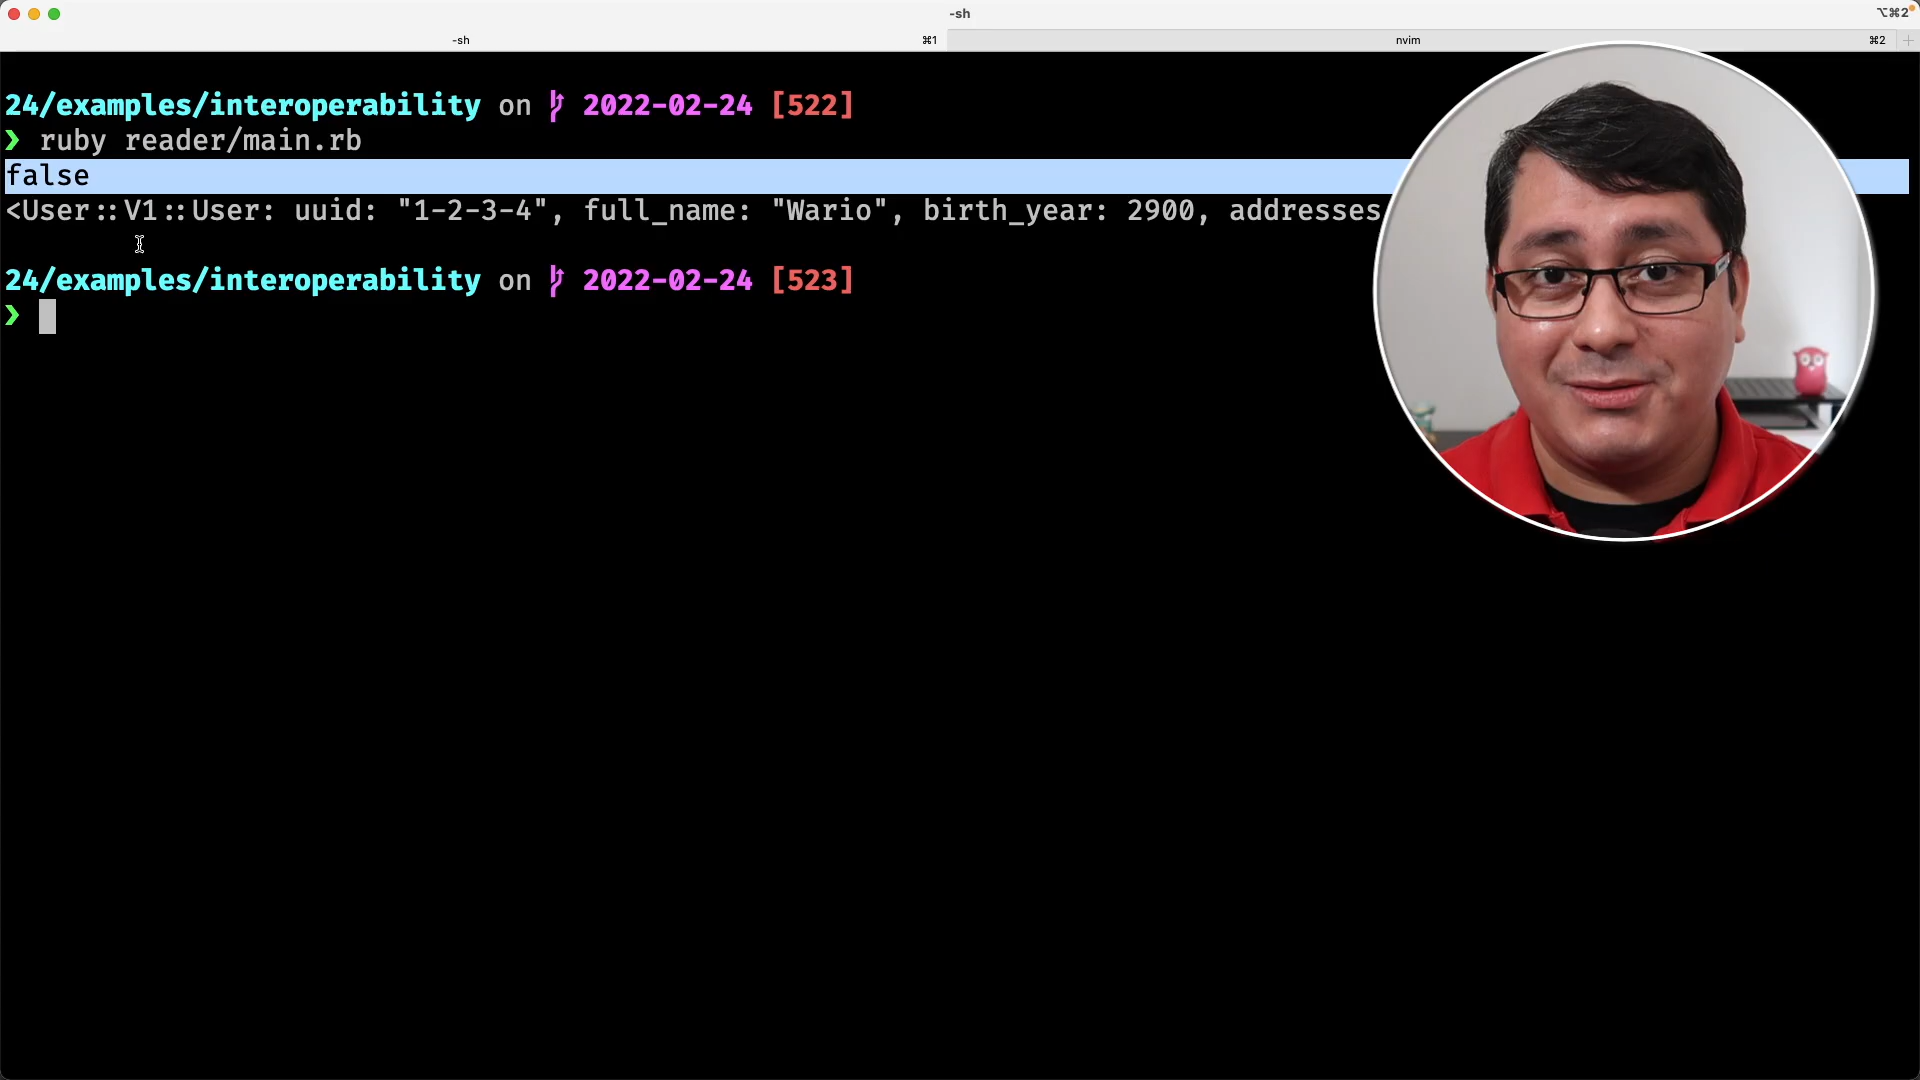 -sh
⌥⌘2
-sh ⌘1 nvim ⌘2
24/examples/interoperability on 2022-02-24 [522]
❯ ruby reader/main.rb
false
<User::V1::User: uuid: "1-2-3-4", full_name: "Wario", birth_year: 2900, addresses
24/examples/interoperability on 2022-02-24 [523]
❯